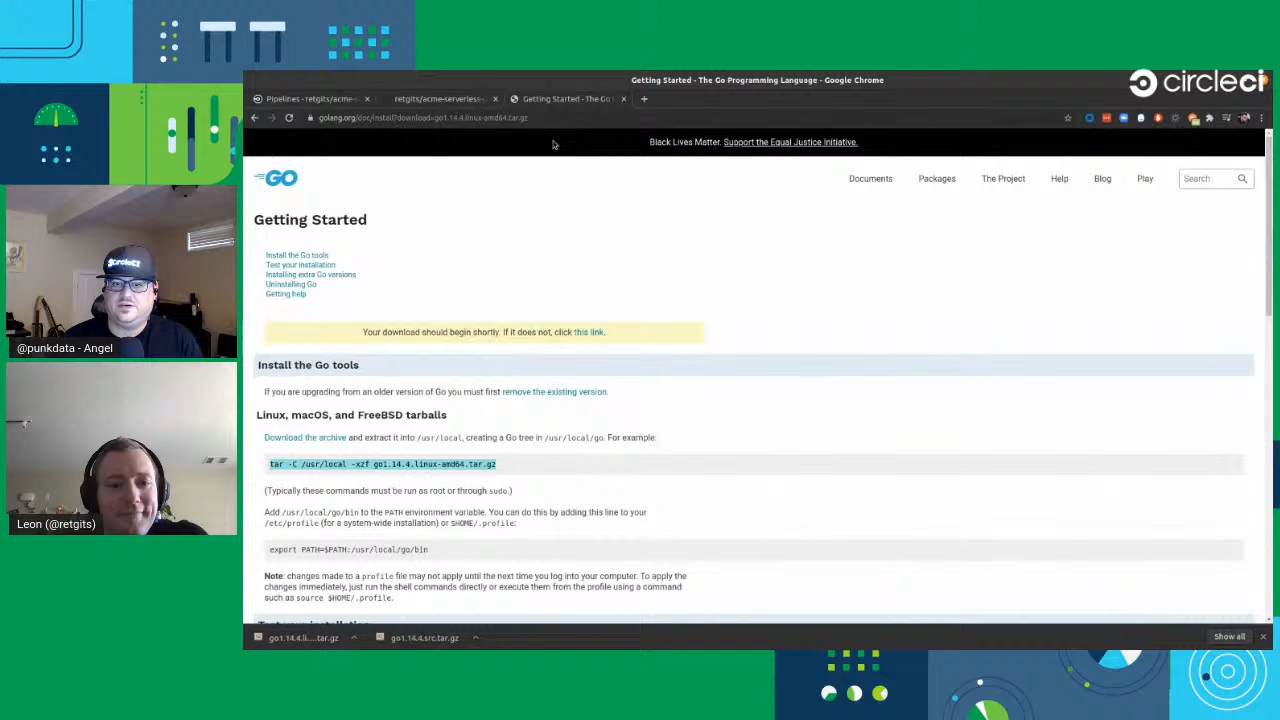 Getting Started - The Go Programming Language - Google Chrome
circleci
Pipelines - retgits/acme-s
retgits/acme-serverless-
Getting Started - The Go
golang.org/doc/install?download=go1.14.4.linux-amd64.tar.gz
Black Lives Matter. Support the Equal Justice Initiative.
GO
Documents
Packages
The Project
Help
Blog
Play
Search
Getting Started
Install the Go tools
Test your installation
Installing extra Go versions
Uninstalling Go
Getting help
Your download should begin shortly. If it does not, click this link.
Install the Go tools
If you are upgrading from an older version of Go you must first remove the existing version.
Linux, macOS, and FreeBSD tarballs
Download the archive and extract it into /usr/local, creating a Go tree in /usr/local/go. For example:
tar -C /usr/local -xzf go1.14.4.linux-amd64.tar.gz
(Typically these commands must be run as root or through sudo.)
Add /usr/local/go/bin to the PATH environment variable. You can do this by adding this line to your
/etc/profile (for a system-wide installation) or $HOME/.profile:
export PATH=$PATH:/usr/local/go/bin
Note: changes made to a profile file may not apply until the next time you log into your computer. To apply the
changes immediately, just run the shell commands directly or execute them from the profile using a command
such as source $HOME/.profile.
Test your installation
go1.14.4.li....tar.gz
go1.14.4.src.tar.gz
Show all
circleci
@punkdata - Angel
Leon (@retgits)